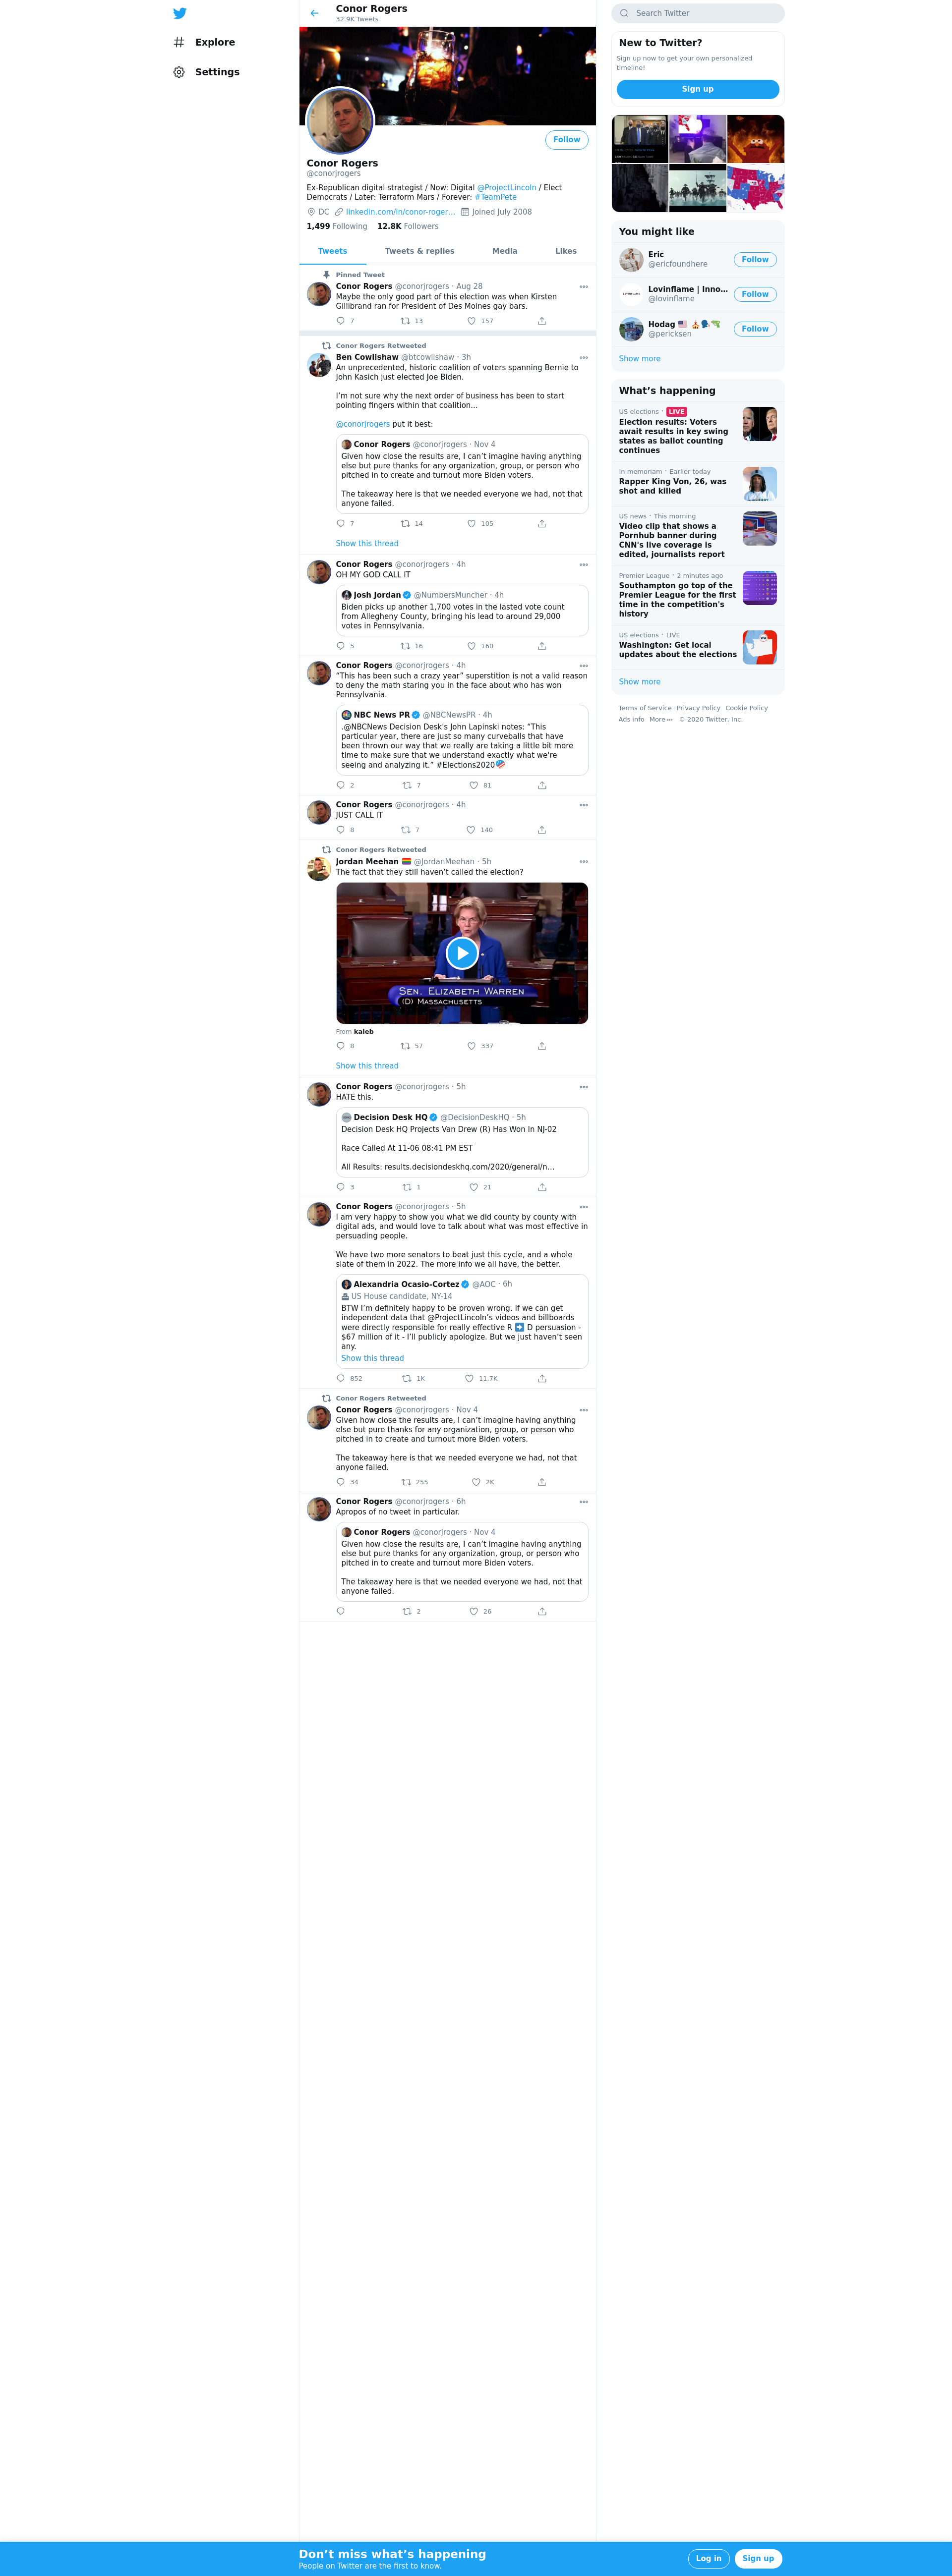 Explore
Settings
Conor Rogers
32.9K Tweets
Follow
Conor Rogers
@conorjrogers
Ex-Republican digital strategist / Now: Digital @ProjectLincoln / Elect
Democrats / Later: Terraform Mars / Forever: #TeamPete
DC linkedin.com/in/conor-roger… Joined July 2008
1,499 Following 12.8K Followers
Tweets Tweets & replies Media Likes
Pinned Tweet
Conor Rogers @conorjrogers · Aug 28
Maybe the only good part of this election was when Kirsten
Gillibrand ran for President of Des Moines gay bars.
7 13 157
Conor Rogers Retweeted
Ben Cowlishaw @btcowlishaw · 3h
An unprecedented, historic coalition of voters spanning Bernie to
John Kasich just elected Joe Biden.
I’m not sure why the next order of business has been to start
pointing fingers within that coalition…
@conorjrogers put it best:
Conor Rogers @conorjrogers · Nov 4
Given how close the results are, I can’t imagine having anything
else but pure thanks for any organization, group, or person who
pitched in to create and turnout more Biden voters.
The takeaway here is that we needed everyone we had, not that
anyone failed.
7 14 105
Show this thread
Conor Rogers @conorjrogers · 4h
OH MY GOD CALL IT
Josh Jordan @NumbersMuncher · 4h
Biden picks up another 1,700 votes in the lasted vote count
from Allegheny County, bringing his lead to around 29,000
votes in Pennsylvania.
5 16 160
Conor Rogers @conorjrogers · 4h
“This has been such a crazy year” superstition is not a valid reason
to deny the math staring you in the face about who has won
Pennsylvania.
NBC News PR @NBCNewsPR · 4h
.@NBCNews Decision Desk's John Lapinski notes: “This
particular year, there are just so many curveballs that have
been thrown our way that we really are taking a little bit more
time to make sure that we understand exactly what we're
seeing and analyzing it.” #Elections2020
2 7 81
Conor Rogers @conorjrogers · 4h
JUST CALL IT
8 7 140
Conor Rogers Retweeted
Jordan Meehan @JordanMeehan · 5h
The fact that they still haven’t called the election?
SEN. ELIZABETH WARREN
(D) MASSACHUSETTS
From kaleb
8 57 337
Show this thread
Conor Rogers @conorjrogers · 5h
HATE this.
Decision Desk HQ @DecisionDeskHQ · 5h
Decision Desk HQ Projects Van Drew (R) Has Won In NJ-02
Race Called At 11-06 08:41 PM EST
All Results: results.decisiondeskhq.com/2020/general/n…
3 1 21
Conor Rogers @conorjrogers · 5h
I am very happy to show you what we did county by county with
digital ads, and would love to talk about what was most effective in
persuading people.
We have two more senators to beat just this cycle, and a whole
slate of them in 2022. The more info we all have, the better.
Alexandria Ocasio-Cortez @AOC · 6h
US House candidate, NY-14
BTW I’m definitely happy to be proven wrong. If we can get
independent data that @ProjectLincoln’s videos and billboards
were directly responsible for really effective R ➡️ D persuasion -
$67 million of it - I’ll publicly apologize. But we just haven’t seen
any.
Show this thread
852 1K 11.7K
Conor Rogers Retweeted
Conor Rogers @conorjrogers · Nov 4
Given how close the results are, I can’t imagine having anything
else but pure thanks for any organization, group, or person who
pitched in to create and turnout more Biden voters.
The takeaway here is that we needed everyone we had, not that
anyone failed.
34 255 2K
Conor Rogers @conorjrogers · 6h
Apropos of no tweet in particular.
Conor Rogers @conorjrogers · Nov 4
Given how close the results are, I can’t imagine having anything
else but pure thanks for any organization, group, or person who
pitched in to create and turnout more Biden voters.
The takeaway here is that we needed everyone we had, not that
anyone failed.
2 26
Search Twitter
New to Twitter?
Sign up now to get your own personalized
timeline!
Sign up
You might like
Eric
@ericfoundhere
Follow
Lovinflame | Inno…
@lovinflame
Follow
Hodag
@pericksen
Follow
Show more
What’s happening
US elections · LIVE
Election results: Voters
await results in key swing
states as ballot counting
continues
In memoriam · Earlier today
Rapper King Von, 26, was
shot and killed
US news · This morning
Video clip that shows a
Pornhub banner during
CNN's live coverage is
edited, journalists report
Premier League · 2 minutes ago
Southampton go top of the
Premier League for the first
time in the competition's
history
US elections · LIVE
Washington: Get local
updates about the elections
Show more
Terms of Service Privacy Policy Cookie Policy
Ads info More © 2020 Twitter, Inc.
Don’t miss what’s happening
People on Twitter are the first to know.
Log in
Sign up